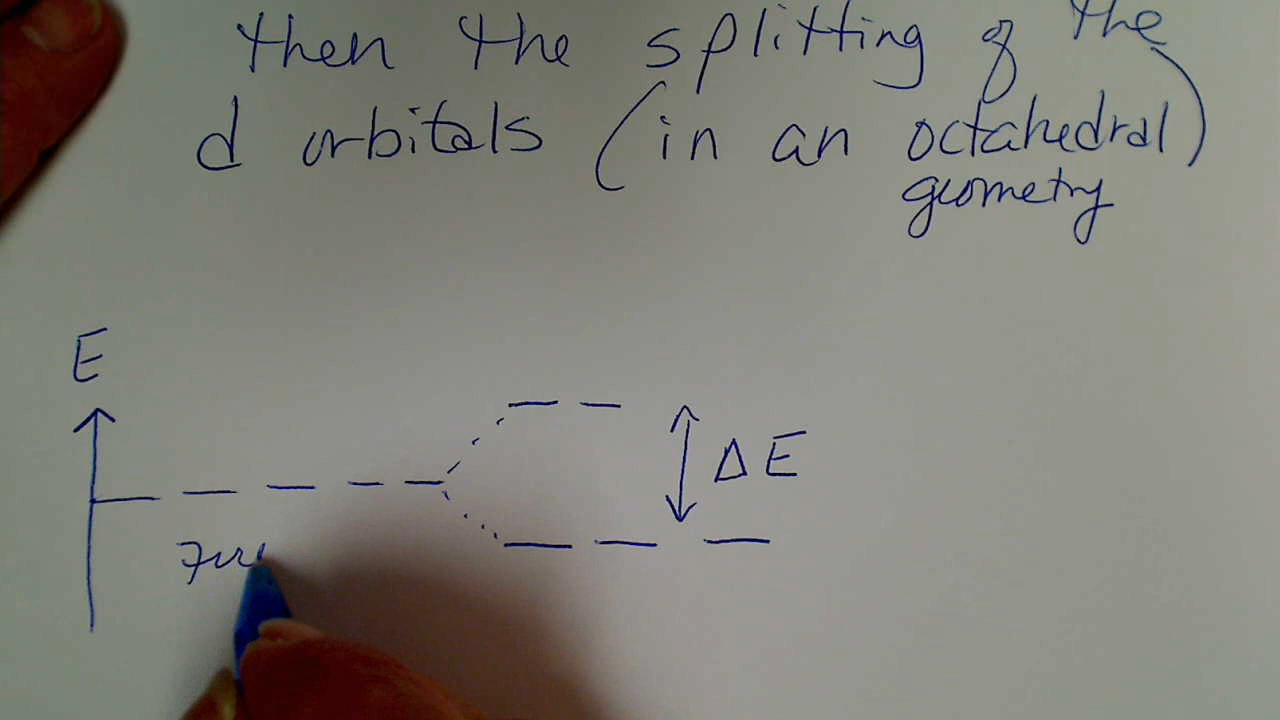 then the splitting of the
d orbitals (in an octahedral)
geometry
E
ΔE